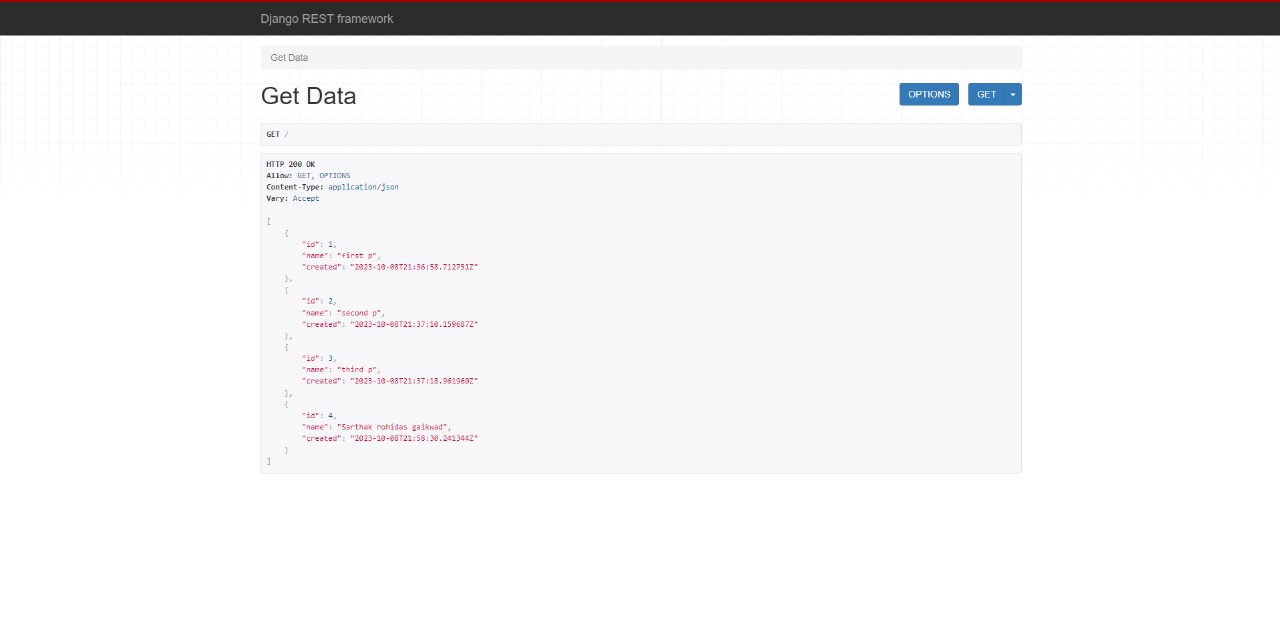 Django REST framework
Get Data
Get Data
OPTIONS GET
GET /
HTTP 200 OK
Allow: GET, OPTIONS
Content-Type: application/json
Vary: Accept
[
    {
        "id": 1,
        "name": "first p",
        "created": "2023-10-08T21:36:58.712751Z"
    },
    {
        "id": 2,
        "name": "second p",
        "created": "2023-10-08T21:37:10.159687Z"
    },
    {
        "id": 3,
        "name": "third p",
        "created": "2023-10-08T21:37:18.961960Z"
    },
    {
        "id": 4,
        "name": "Sarthak rohidas gaikwad",
        "created": "2023-10-08T21:58:30.241344Z"
    }
]